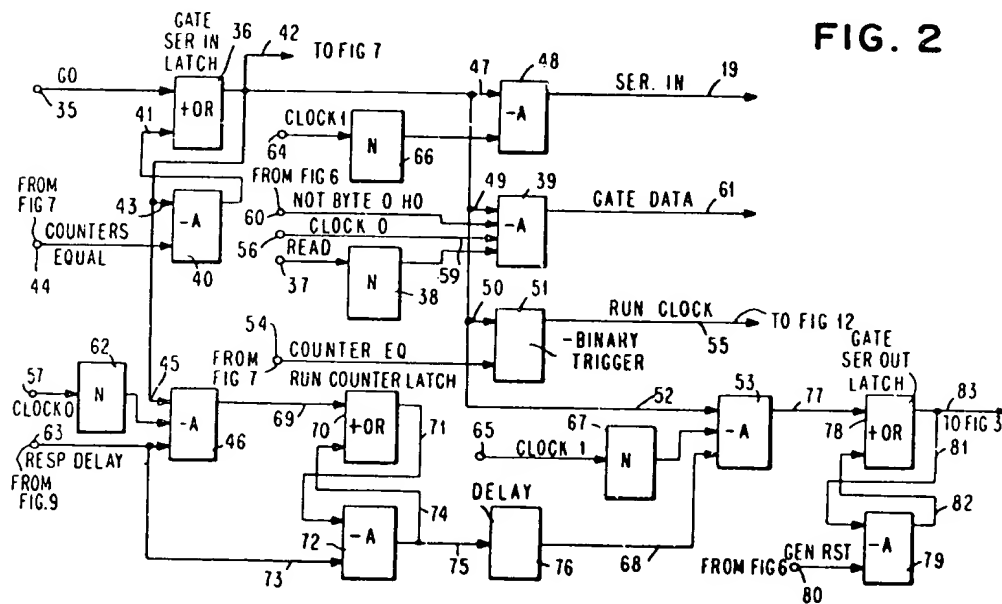 FIG. 2
GATE
SER IN
LATCH
36
42
TO FIG 7
GO
35
+OR
41
47
48
SER. IN
19
-A
CLOCK 1
64
N
66
FROM FIG 6
49
39
GATE DATA
61
NOT BYTE 0 HO
60
CLOCK 0
56
-A
READ
37
N
38
59
FROM
FIG 7
43
-A
COUNTERS
EQUAL
44
40
50
51
RUN CLOCK
55
TO FIG 12
54
COUNTER EQ
FROM
FIG 7
-BINARY
TRIGGER
GATE
SER OUT
LATCH
62
N
45
57
CLOCK 0
-A
46
63
RESP DELAY
FROM
FIG. 9
RUN COUNTER LATCH
69
70
+OR
71
52
53
77
83
TO FIG 3
78
+OR
81
65
CLOCK 1
67
N
-A
72
-A
73
74
DELAY
75
76
68
82
-A
79
FROM FIG 6
GEN RST
80